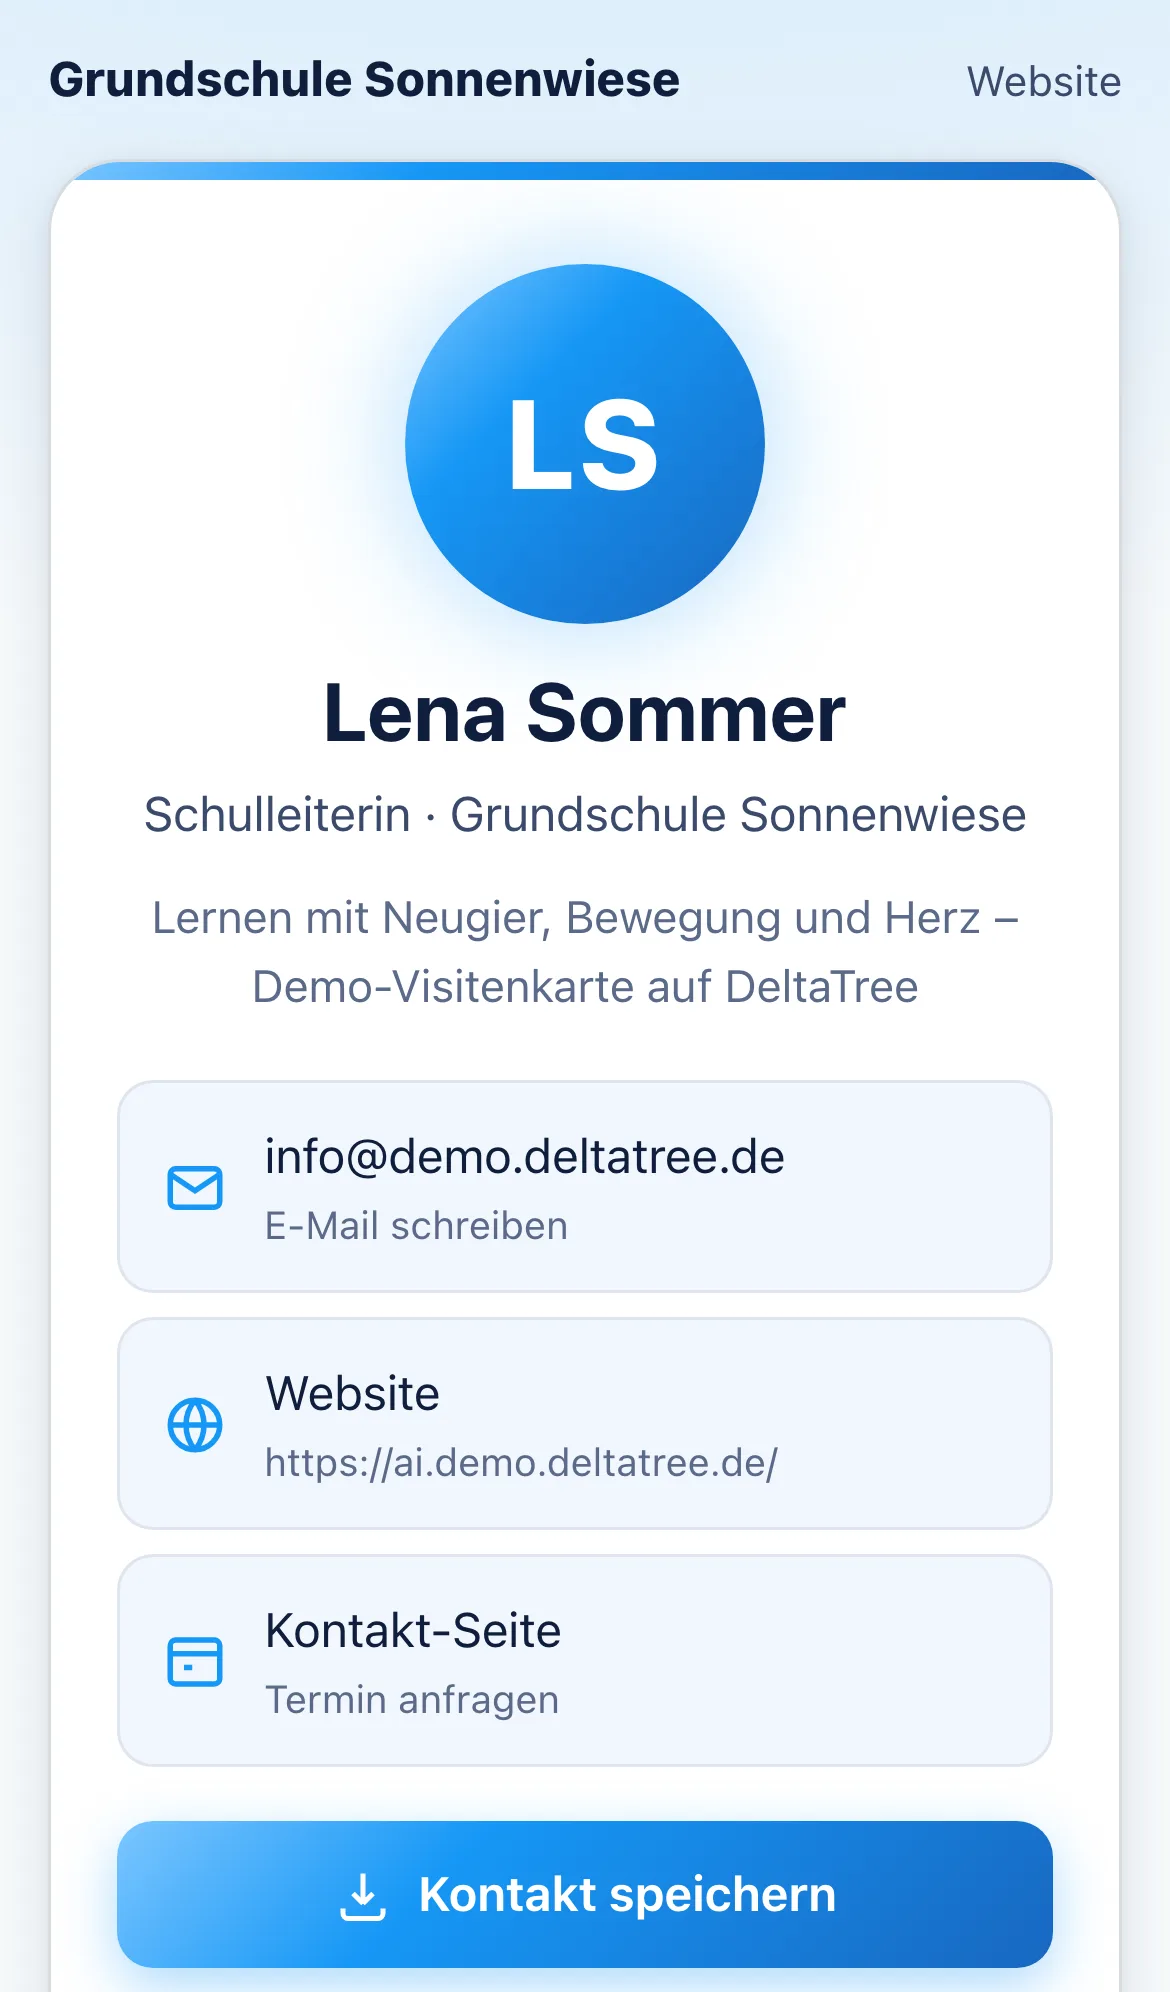 Grundschule Sonnenwiese
Website
LS
Lena Sommer
Schulleiterin · Grundschule Sonnenwiese
Lernen mit Neugier, Bewegung und Herz –
Demo-Visitenkarte auf DeltaTree
info@demo.deltatree.de
E-Mail schreiben
Website
https://ai.demo.deltatree.de/
Kontakt-Seite
Termin anfragen
Kontakt speichern